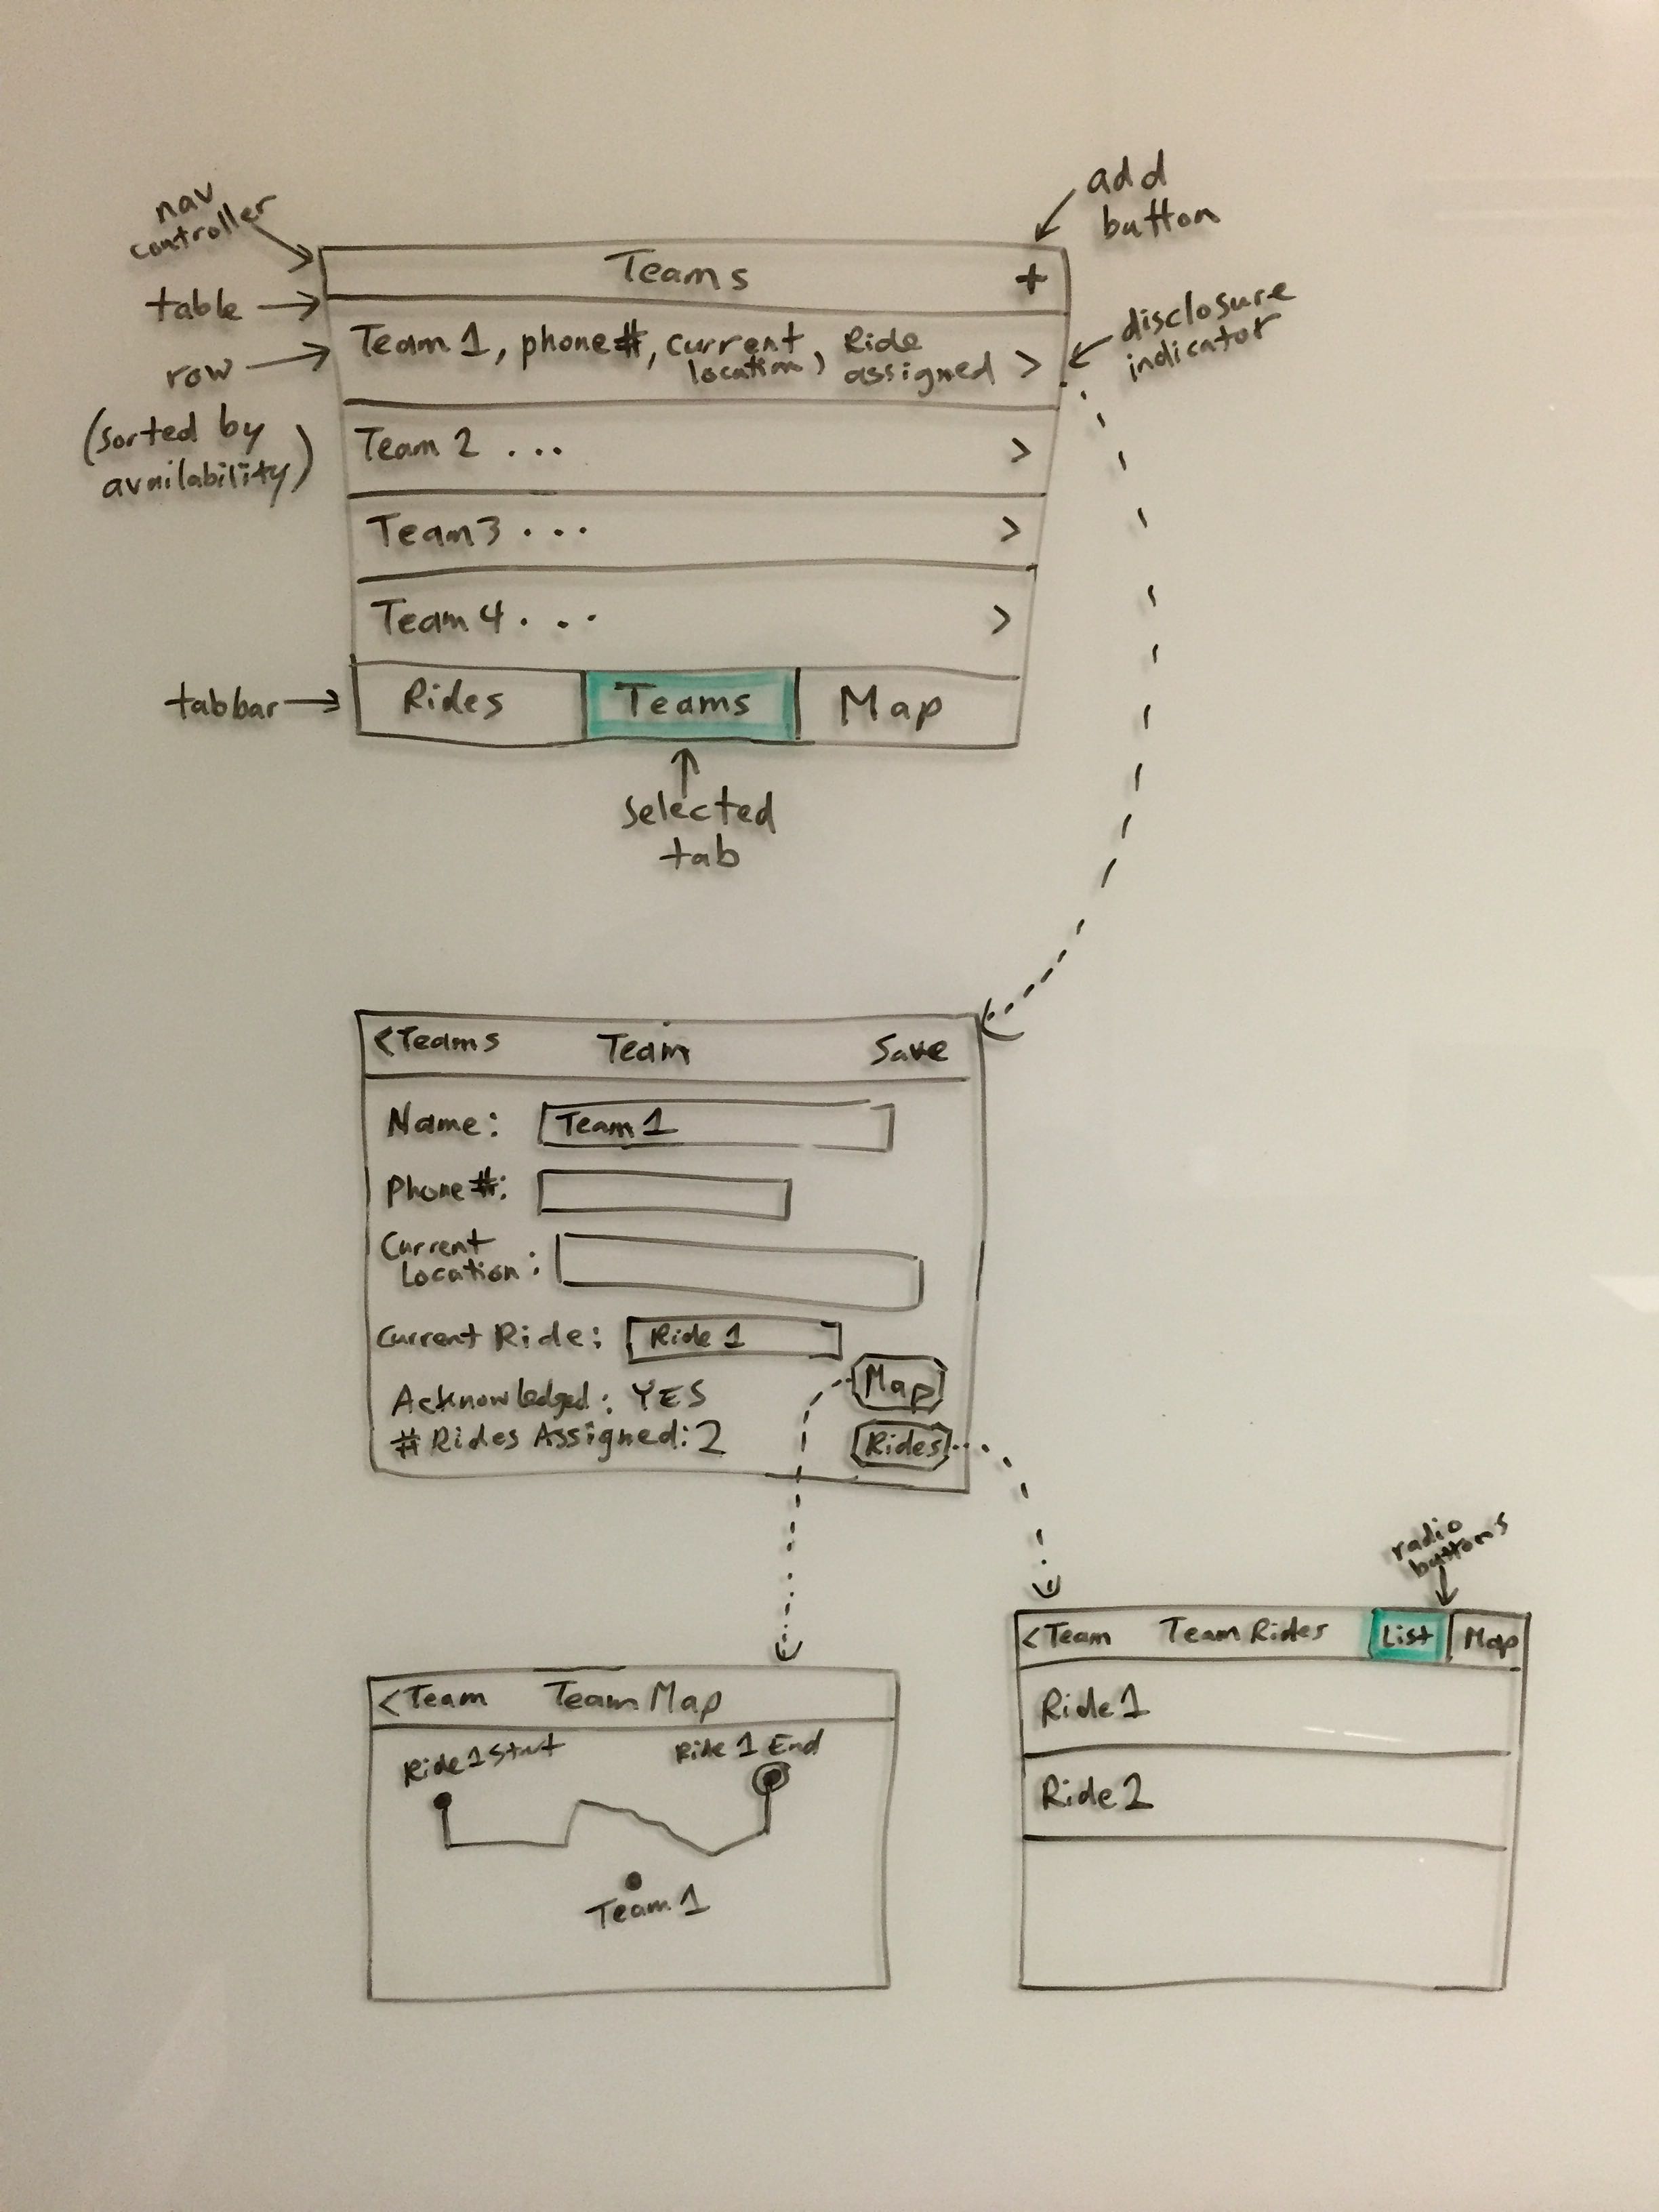 nav
controller
add
button
Teams +
table
Team 1, phone#, current location, Ride assigned >
row
disclosure
indicator
(sorted by
availability)
Team 2 ... >
Team 3 ... >
Team 4 ... >
tabbar
Rides Teams Map
selected
tab
<Teams Team Save
Name: Team 1
Phone#:
Current
Location:
Current Ride: Ride 1
Map
Acknowledged: YES
#Rides Assigned: 2
Rides
radio
buttons
<Team Team Rides List Map
Ride 1
Ride 2
<Team Team Map
Ride 1 Start
Ride 1 End
Team 1